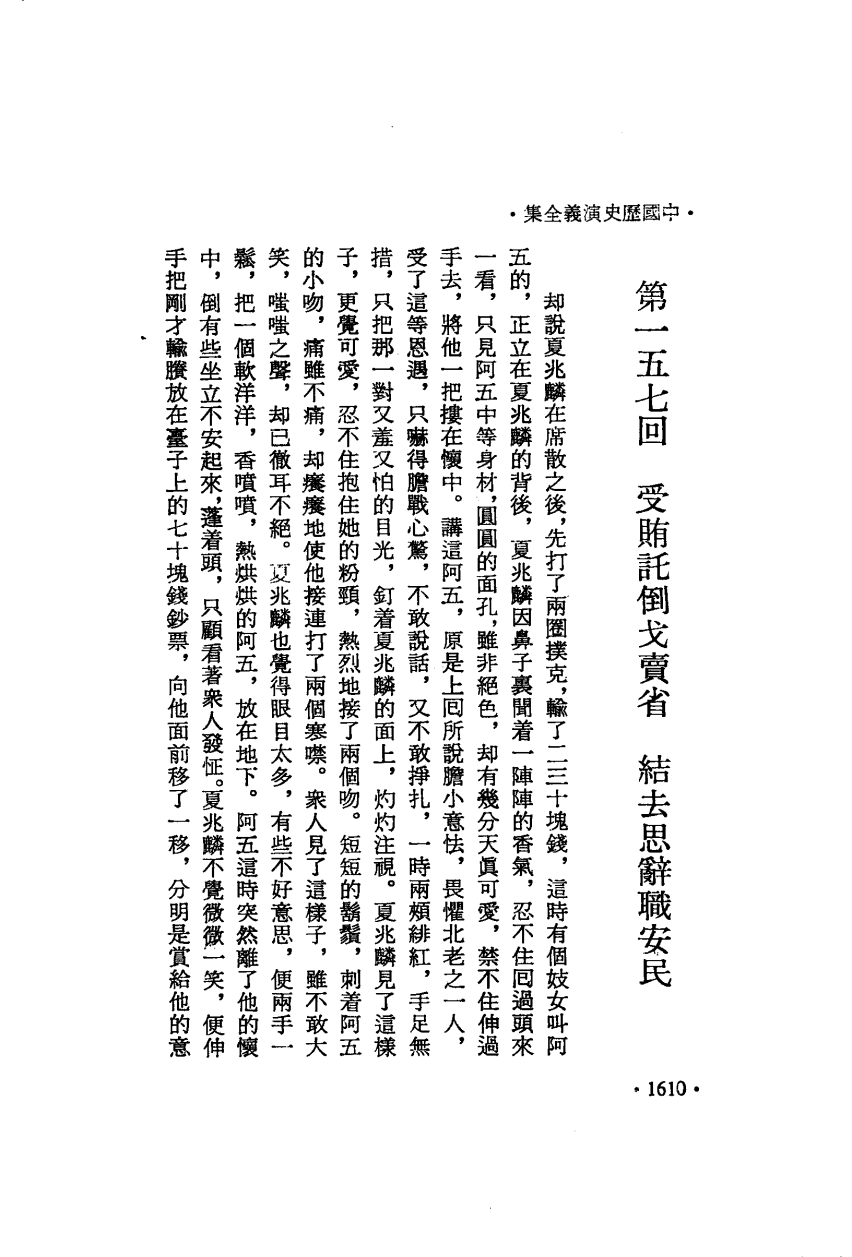 •中國歷史演義全集•
第一五七回　受賄託倒戈賣省　結去思辭職安民
却說夏兆麟在席散之後，先打了兩圈撲克，輸了二三十塊錢，這時有個妓女叫阿
五的，正立在夏兆麟的背後，夏兆麟因鼻子裏聞着一陣陣的香氣，忍不住囘過頭來
一看，只見阿五中等身材，圓圓的面孔，雖非絕色，却有幾分天眞可愛，禁不住伸過
手去，將他一把摟在懷中。講這阿五，原是上囘所說膽小意怯，畏懼北老之一人，
受了這等恩遇，只嚇得膽戰心驚，不敢說話，又不敢掙扎，一時兩頰緋紅，手足無
措，只把那一對又羞又怕的目光，釘着夏兆麟的面上，灼灼注視。夏兆麟見了這樣
子，更覺可愛，忍不住抱住她的粉頸，熱烈地接了兩個吻。短短的鬍鬚，刺着阿五
的小吻，痛雖不痛，却癢癢地使他接連打了兩個寒噤。衆人見了這樣子，雖不敢大
笑，嗤嗤之聲，却已徹耳不絕。夏兆麟也覺得眼目太多，有些不好意思，便兩手一
鬆，把一個軟洋洋，香噴噴，熱烘烘的阿五，放在地下。阿五這時突然離了他的懷
中，倒有些坐立不安起來，蓬着頭，只顧看著衆人發怔。夏兆麟不覺微微一笑，便伸
手把剛才輸賸放在臺子上的七十塊錢鈔票，向他面前移了一移，分明是賞給他的意
•1610•